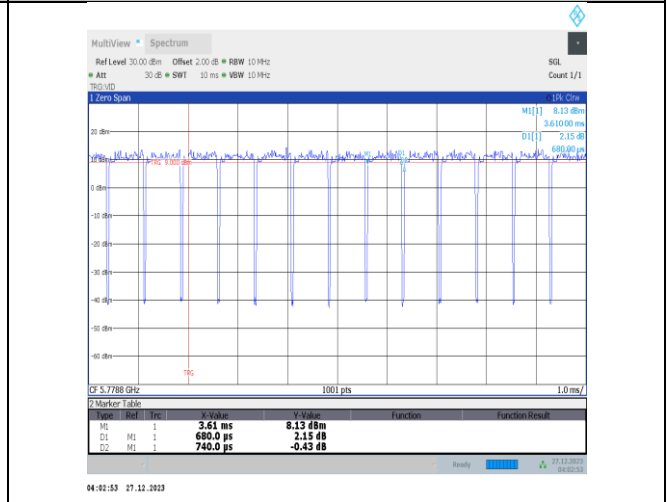 MultiView Spectrum
Ref Level 30.00 dBm Offset 2.00 dB RBW 10 MHz SGL
Att 30 dB SWT 10 ms VBW 10 MHz Count 1/1
TRG:VID
1 Zero Span 1Pk Clrw
M1[1] 8.13 dBm
3.61000 ms
D1[1] 2.15 dB
680.00 µs
20 dBm
M1 D1
10 dBm
TRG 9.000 dBm
0 dBm
-10 dBm
-20 dBm
-30 dBm
-40 dBm
-50 dBm
-60 dBm
TRG
CF 5.7788 GHz 1001 pts 1.0 ms/
2 Marker Table
Type Ref Trc X-Value Y-Value Function Function Result
M1 1 3.61 ms 8.13 dBm
D1 M1 1 680.0 µs 2.15 dB
D2 M1 1 740.0 µs -0.43 dB
Ready 27.12.2023
04:02:53
04:02:53 27.12.2023